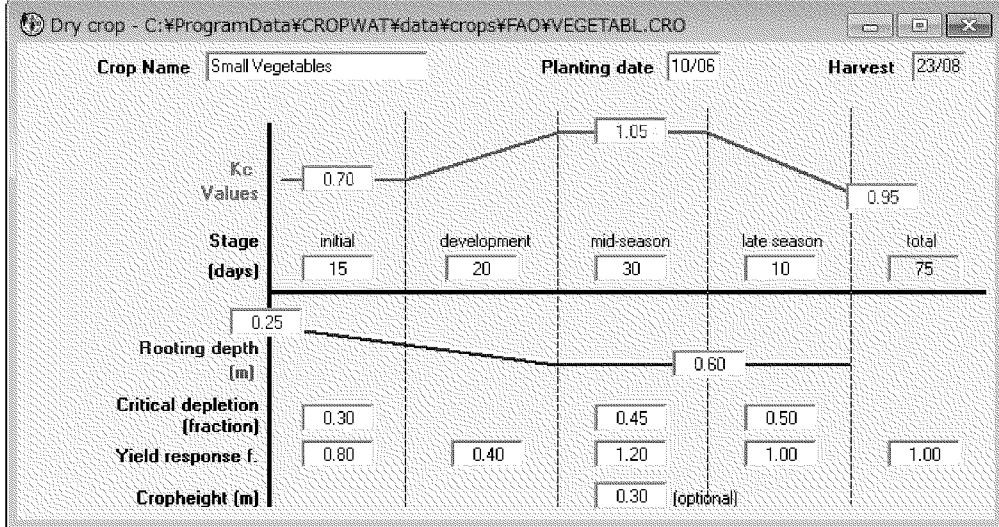 Dry crop - C:¥ProgramData¥CROPWAT¥data¥crops¥FAO¥VEGETABL.CRO
Crop Name Small Vegetables Planting date 10/06 Harvest 23/08
1.05
Kc
Values
0.70
0.95
Stage initial development mid-season late season total
(days) 15 20 30 10 75
0.25
Rooting depth
(m)
0.60
Critical depletion
(fraction)
0.30 0.45 0.50
Yield response f. 0.80 0.40 1.20 1.00 1.00
Cropheight (m) 0.30 (optional)